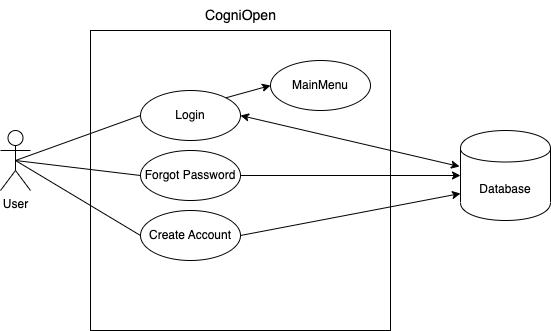 CogniOpen
MainMenu
Login
Forgot Password
Database
User
Create Account